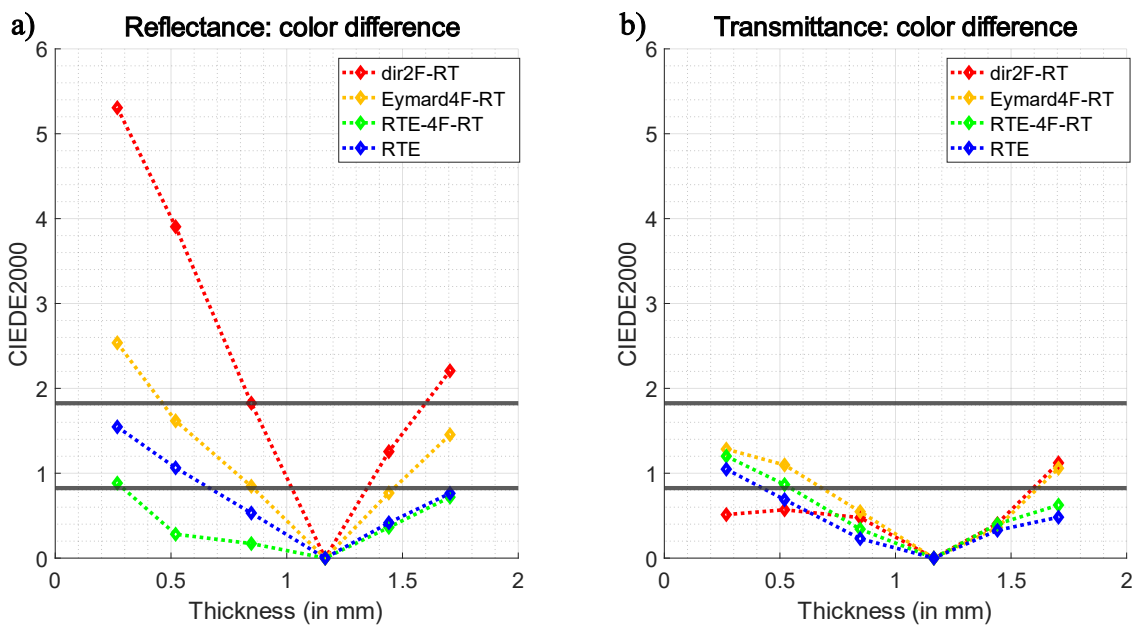 a)
Reflectance: color difference
6
5
4
3
2
1
0
CIEDE2000
dir2F-RT
Eymard4F-RT
RTE-4F-RT
RTE
0
0.5
1
1.5
2
Thickness (in mm)
b)
Transmittance: color difference
6
5
4
3
2
1
0
CIEDE2000
dir2F-RT
Eymard4F-RT
RTE-4F-RT
RTE
0
0.5
1
1.5
2
Thickness (in mm)